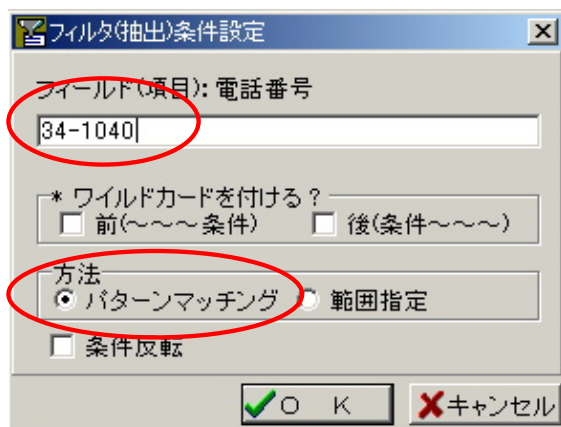 フィルタ(抽出)条件設定
フィールド(項目): 電話番号
34-1040
* ワイルドカードを付ける?
前(~~~条件) 後(条件~~~)
方法
パターンマッチング 範囲指定
条件反転
O K キャンセル